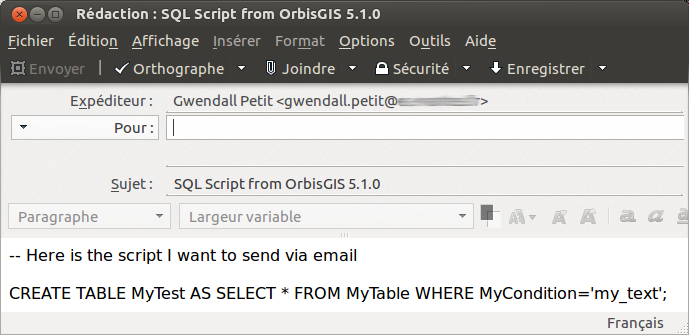 Rédaction : SQL Script from OrbisGIS 5.1.0
Fichier Édition Affichage Insérer Format Options Outils Aide
Envoyer Orthographe Joindre Sécurité Enregistrer
Expéditeur : Gwendall Petit <gwendall.petit@ >
Pour :
Sujet : SQL Script from OrbisGIS 5.1.0
Paragraphe Largeur variable A A A a a a
-- Here is the script I want to send via email
CREATE TABLE MyTest AS SELECT * FROM MyTable WHERE MyCondition='my_text';
Français